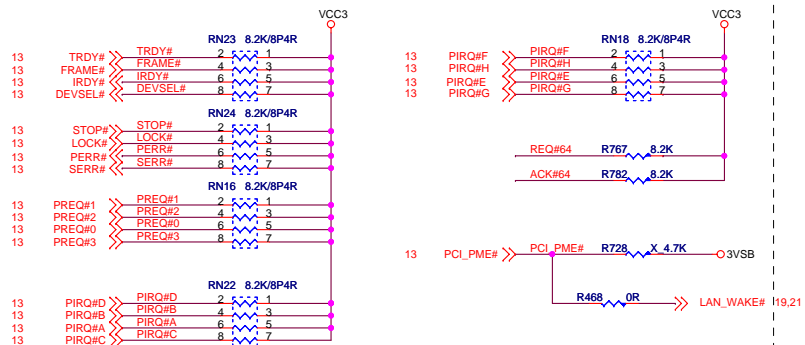 VCC3
RN23 8.2K/8P4R
13 TRDY# TRDY# 2 1
13 FRAME# FRAME# 4 3
13 IRDY# IRDY# 6 5
13 DEVSEL# DEVSEL# 8 7
RN24 8.2K/8P4R
13 STOP# STOP# 2 1
13 LOCK# LOCK# 4 3
13 PERR# PERR# 6 5
13 SERR# SERR# 8 7
RN16 8.2K/8P4R
13 PREQ#1 PREQ#1 2 1
13 PREQ#2 PREQ#2 4 3
13 PREQ#0 PREQ#0 6 5
13 PREQ#3 PREQ#3 8 7
RN22 8.2K/8P4R
13 PIRQ#D PIRQ#D 2 1
13 PIRQ#B PIRQ#B 4 3
13 PIRQ#A PIRQ#A 6 5
13 PIRQ#C PIRQ#C 8 7
VCC3
RN18 8.2K/8P4R
13 PIRQ#F PIRQ#F 2 1
13 PIRQ#H PIRQ#H 4 3
13 PIRQ#E PIRQ#E 6 5
13 PIRQ#G PIRQ#G 8 7
REQ#64 R767 8.2K
ACK#64 R782 8.2K
13 PCI_PME# PCI_PME# R728 X_4.7K 3VSB
R468 0R LAN_WAKE# 19,21